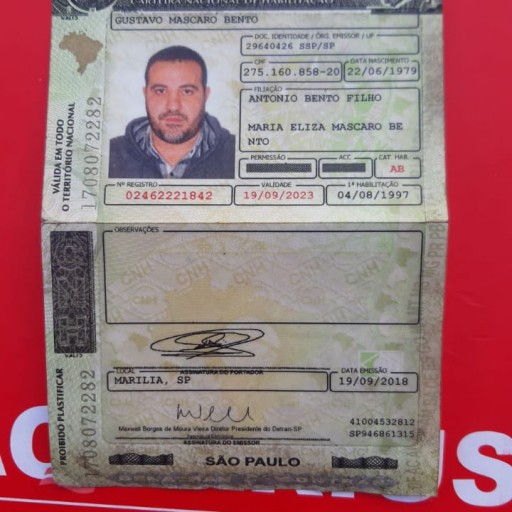 CARTEIRA NACIONAL DE HABILITAÇÃO
GUSTAVO MASCARO BENTO
DOC. IDENTIDADE / ÓRG. EMISSOR / UF
29640426 SSP/SP
CPF
DATA NASCIMENTO
275.160.858-20
22/06/1979
FILIAÇÃO
ANTONIO BENTO FILHO
MARIA ELIZA MASCARO BE
NTO
PERMISSÃO
ACC
CAT. HAB.
AB
Nº REGISTRO
VALIDADE
1ª HABILITAÇÃO
02462221842
19/09/2023
04/08/1997
VÁLIDA EM TODO
O TERRITÓRIO NACIONAL
1708072282
OBSERVAÇÕES
ASSINATURA DO PORTADOR
LOCAL
DATA EMISSÃO
MARILIA, SP
19/09/2018
Maxwell Borges de Moura Vieira Diretor Presidente do Detran-SP
ASSINATURA DO EMISSOR
41004532812
SP946861315
SÃO PAULO
PROIBIDO PLASTIFICAR
1708072282